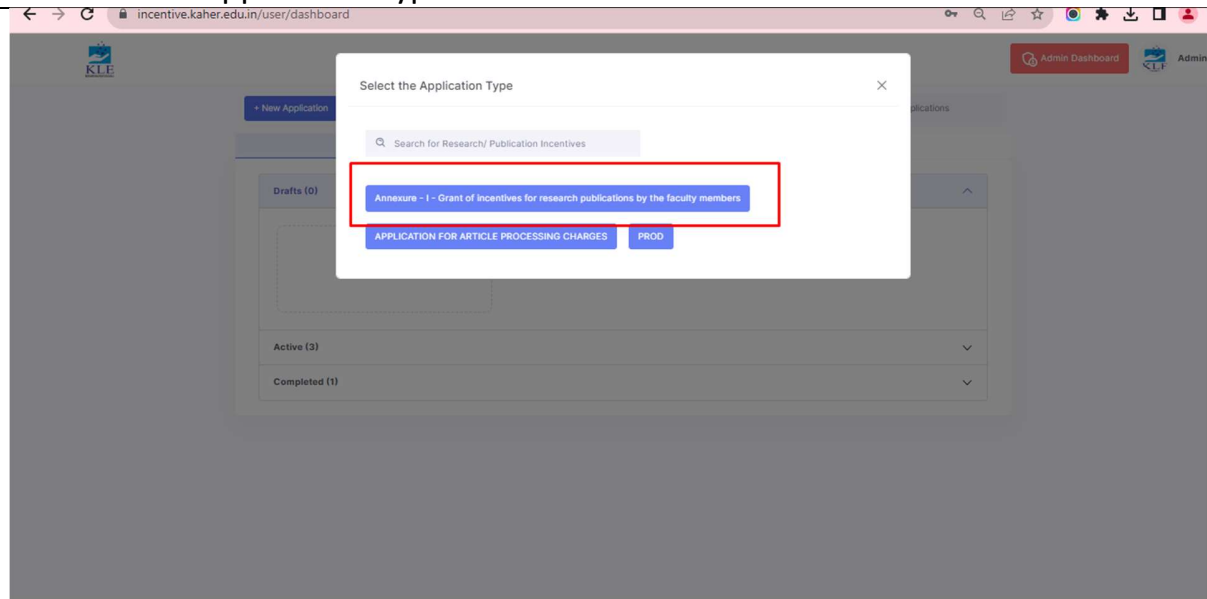 incentive.kaher.edu.in/user/dashboard
KLE
Select the Application Type
Admin Dashboard
KLE
Admin
+ New Application
plications
Search for Research/ Publication Incentives
Drafts (0)
Annexure - I - Grant of incentives for research publications by the faculty members
APPLICATION FOR ARTICLE PROCESSING CHARGES
PROD
Active (3)
Completed (1)